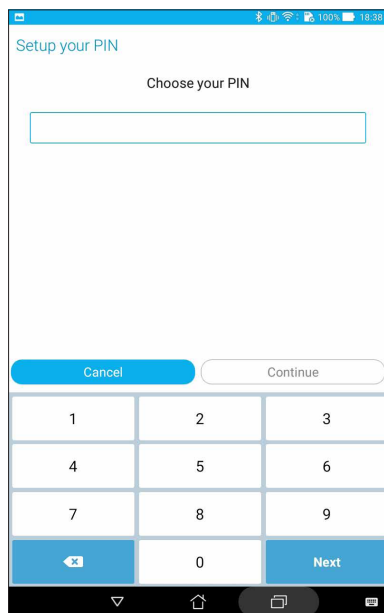 100% 18:38
Setup your PIN
Choose your PIN
Cancel Continue
1 2 3
4 5 6
7 8 9
0 Next